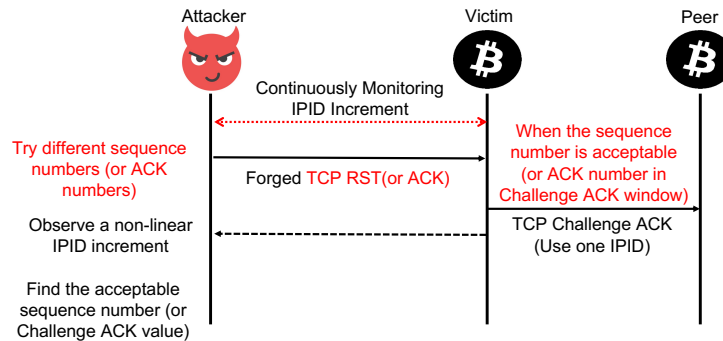 Attacker
Victim
Peer
Continuously Monitoring
IPID Increment
Try different sequence
numbers (or ACK
numbers)
Forged TCP RST(or ACK)
When the sequence
number is acceptable
(or ACK number in
Challenge ACK window)
Observe a non-linear
IPID increment
TCP Challenge ACK
(Use one IPID)
Find the acceptable
sequence number (or
Challenge ACK value)